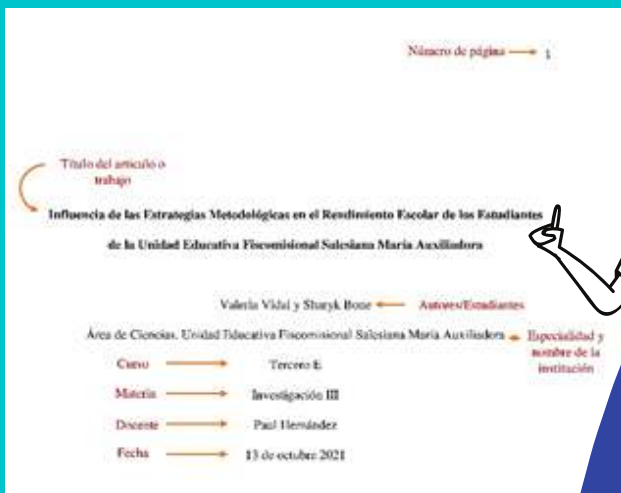 Número de página 1
Título del artículo o
trabajo
Influencia de las Estrategias Metodológicas en el Rendimiento Escolar de los Estudiantes
de la Unidad Educativa Fiscomisional Salesiana María Auxiliadora
Valeria Vidal y Sharyk Bone Autores/Estudiantes
Área de Ciencias, Unidad Educativa Fiscomisional Salesiana María Auxiliadora Especialidad y
nombre de la
institución
Curso Tercero E
Materia Investigación III
Docente Paul Hernández
Fecha 13 de octubre 2021